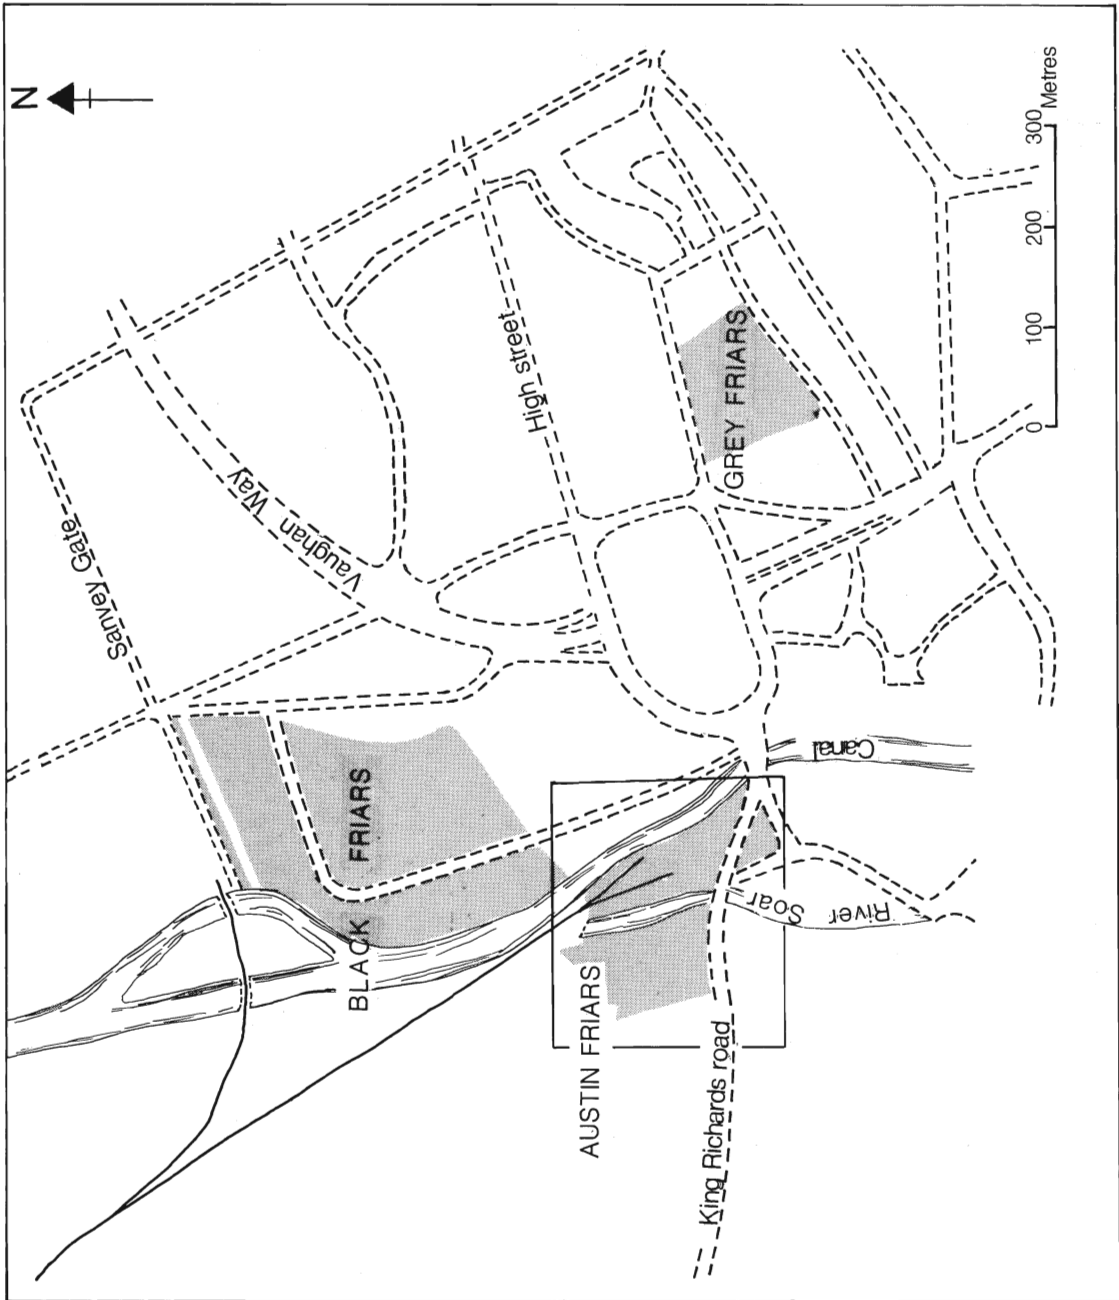 N
Sanvey Gate
Vaughan Way
High street
GREY FRIARS
BLACK FRIARS
AUSTIN FRIARS
King Richards road
River Soar
Canal
0 100 200 300
Metres